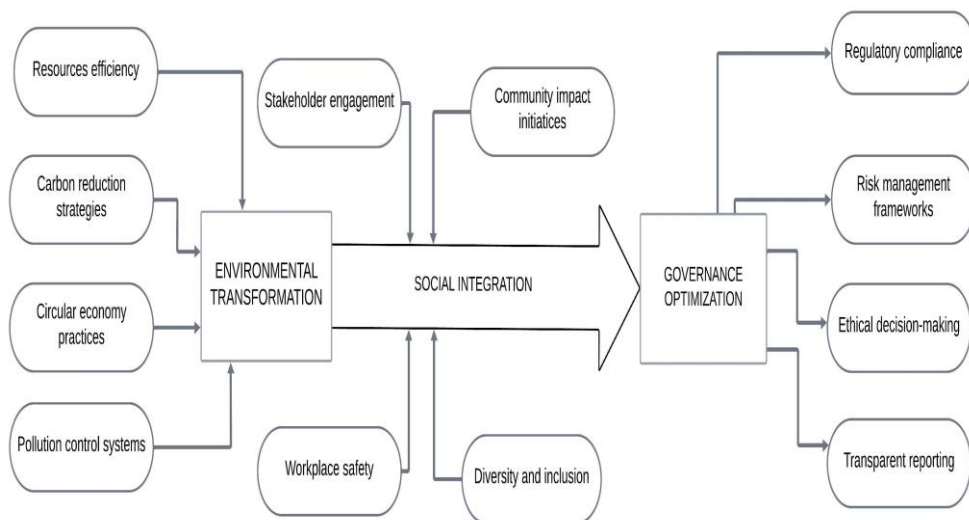 Resources efficiency
Stakeholder engagement
Community impact
initiatices
Regulatory compliance
Carbon reduction
strategies
Risk management
frameworks
ENVIRONMENTAL
TRANSFORMATION
SOCIAL INTEGRATION
GOVERNANCE
OPTIMIZATION
Circular economy
practices
Ethical decision-making
Pollution control systems
Workplace safety
Diversity and inclusion
Transparent reporting